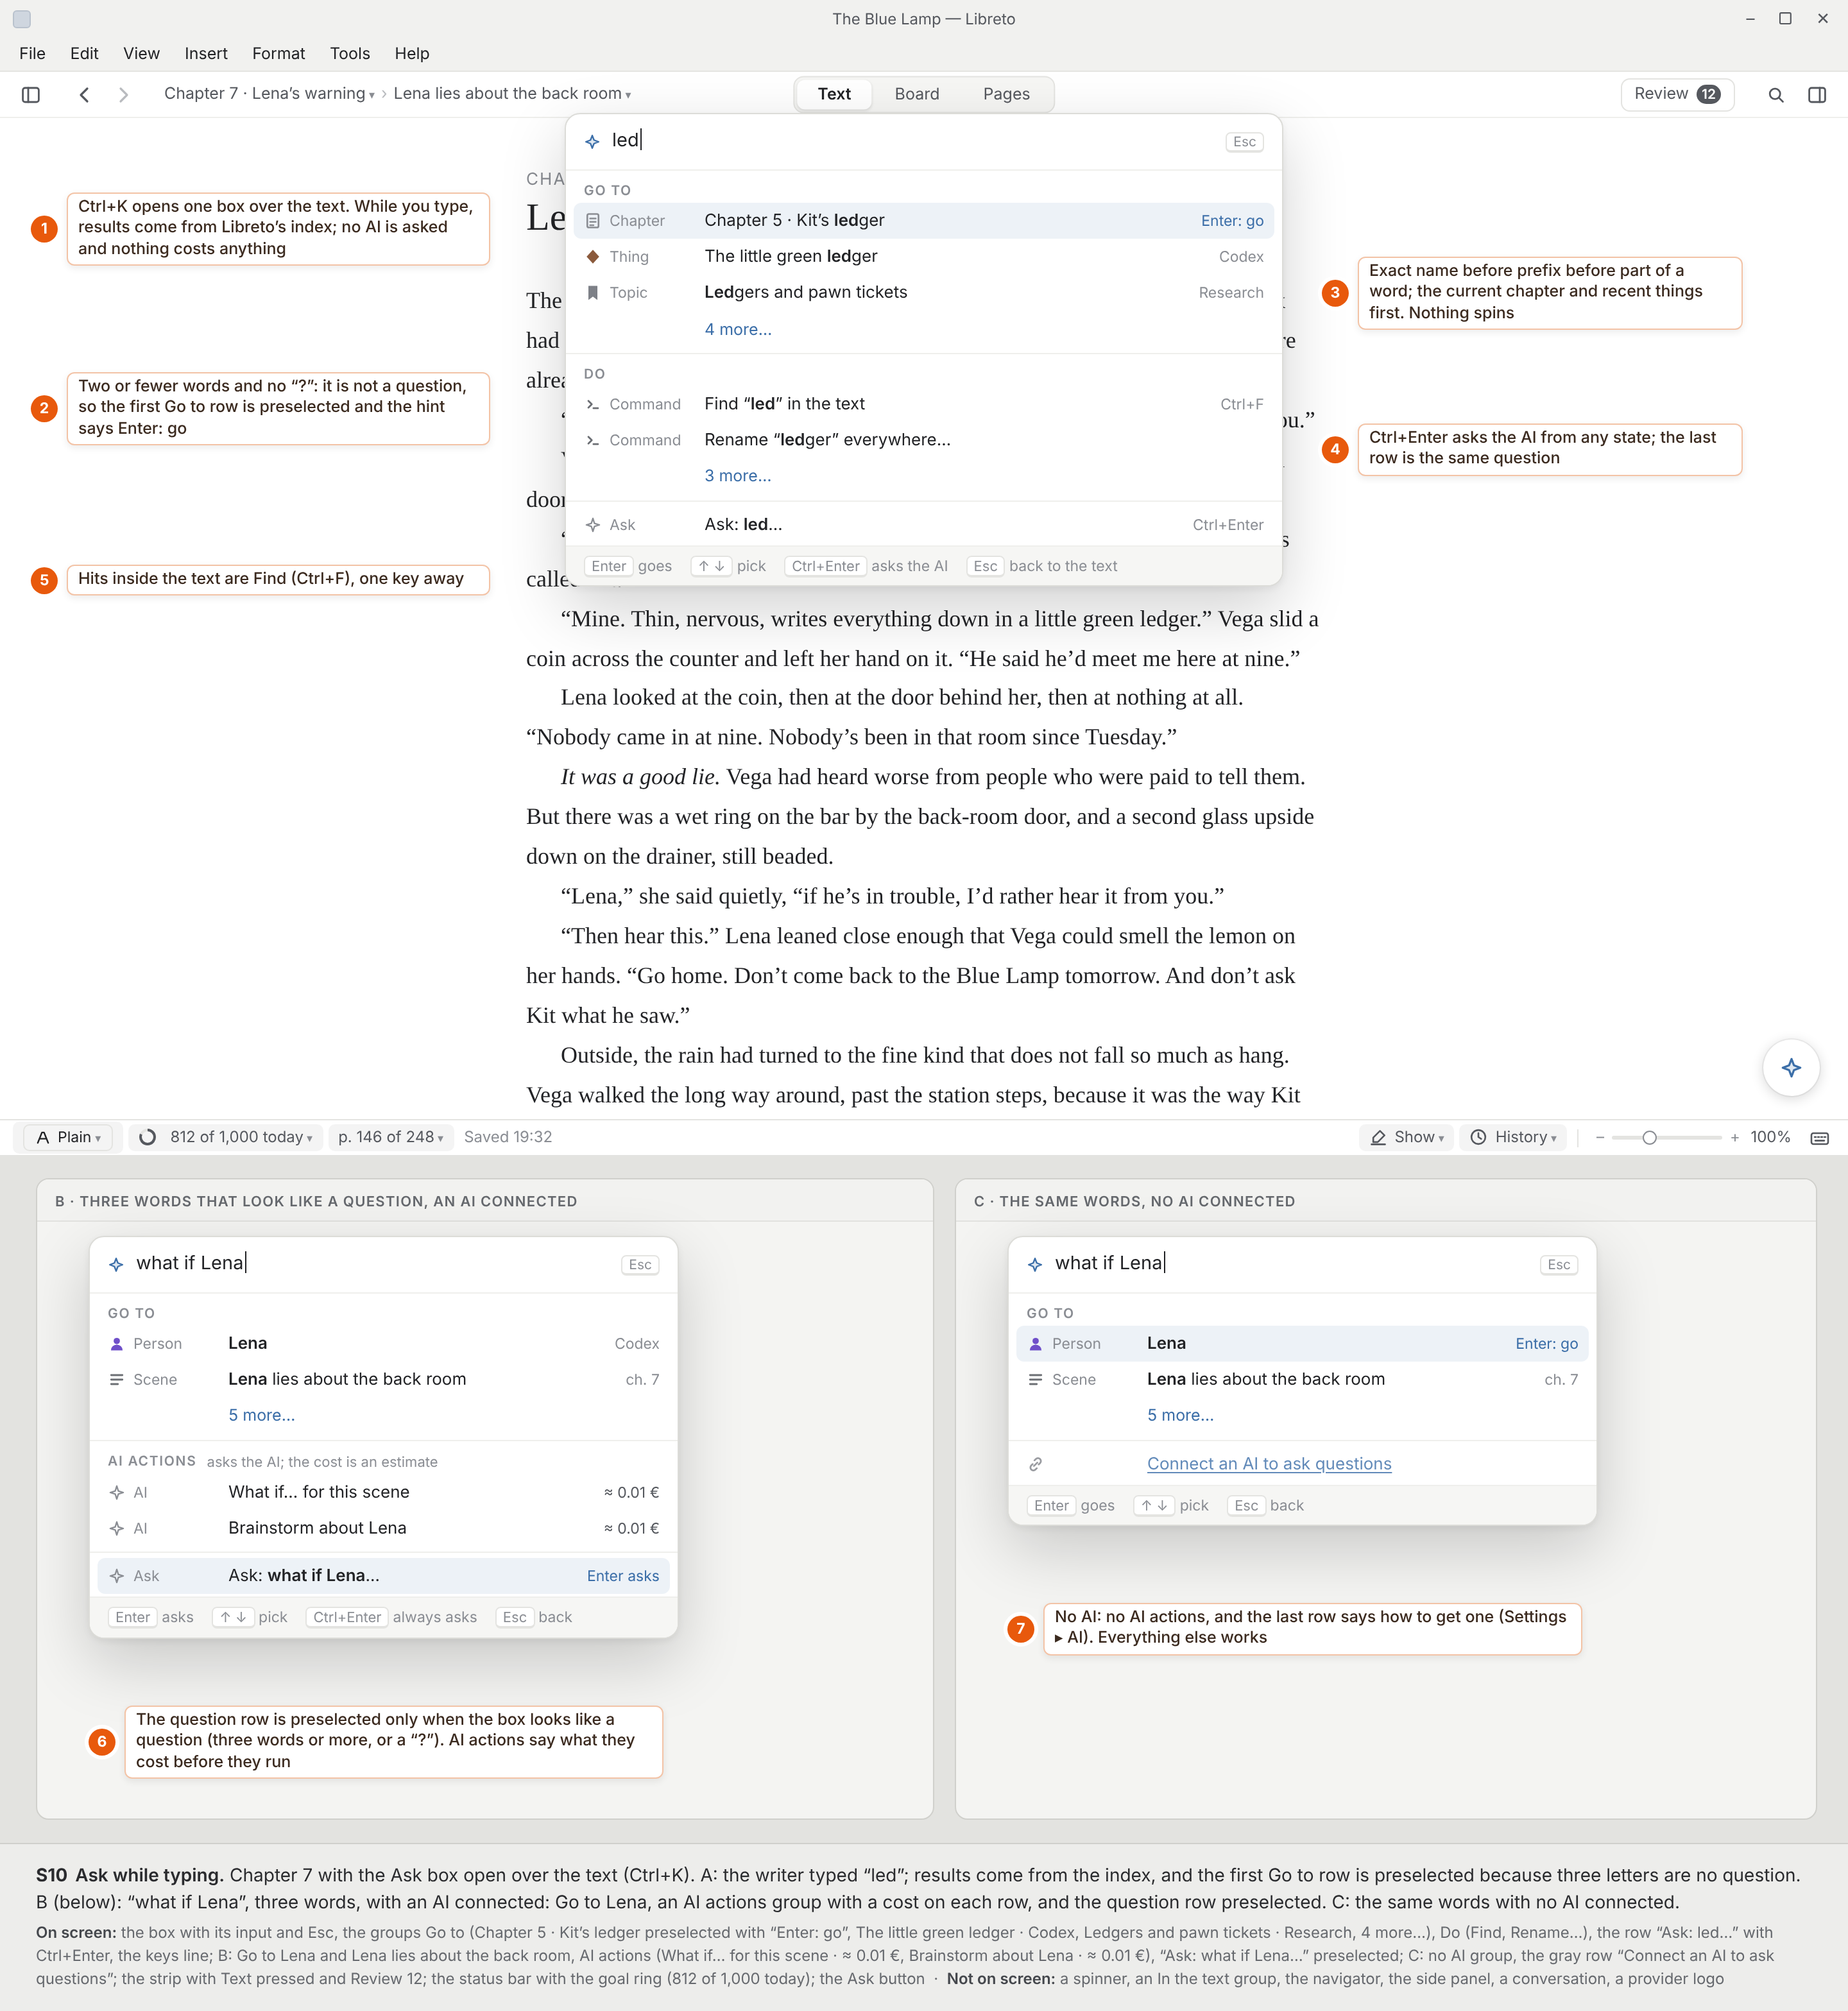 The Blue Lamp — Libreto
File Edit View Insert Format Tools Help
Chapter 7 · Lena’s warning ▾ › Lena lies about the back room ▾
Text Board Pages
Review 12
led
Esc
GO TO
Chapter Chapter 5 · Kit’s ledger Enter: go
Thing The little green ledger Codex
Topic Ledgers and pawn tickets Research
4 more…
DO
Command Find “led” in the text Ctrl+F
Command Rename “ledger” everywhere…
3 more…
Ask Ask: led… Ctrl+Enter
Enter goes ↑ ↓ pick Ctrl+Enter asks the AI Esc back to the text
1
Ctrl+K opens one box over the text. While you type,
results come from Libreto’s index; no AI is asked
and nothing costs anything
2
Two or fewer words and no “?”: it is not a question,
so the first Go to row is preselected and the hint
says Enter: go
3
Exact name before prefix before part of a
word; the current chapter and recent things
first. Nothing spins
4
Ctrl+Enter asks the AI from any state; the last
row is the same question
5
Hits inside the text are Find (Ctrl+F), one key away
CHA
Le
The
had
door
“Mine. Thin, nervous, writes everything down in a little green ledger.” Vega slid a
coin across the counter and left her hand on it. “He said he’d meet me here at nine.”
Lena looked at the coin, then at the door behind her, then at nothing at all.
“Nobody came in at nine. Nobody’s been in that room since Tuesday.”
It was a good lie. Vega had heard worse from people who were paid to tell them.
But there was a wet ring on the bar by the back-room door, and a second glass upside
down on the drainer, still beaded.
“Lena,” she said quietly, “if he’s in trouble, I’d rather hear it from you.”
“Then hear this.” Lena leaned close enough that Vega could smell the lemon on
her hands. “Go home. Don’t come back to the Blue Lamp tomorrow. And don’t ask
Kit what he saw.”
Outside, the rain had turned to the fine kind that does not fall so much as hang.
Vega walked the long way around, past the station steps, because it was the way Kit
A Plain ▾ 812 of 1,000 today ▾ p. 146 of 248 ▾ Saved 19:32
Show ▾ History ▾ − + 100%
B · THREE WORDS THAT LOOK LIKE A QUESTION, AN AI CONNECTED
what if Lena
Esc
GO TO
Person Lena Codex
Scene Lena lies about the back room ch. 7
5 more…
AI ACTIONS asks the AI; the cost is an estimate
AI What if… for this scene ≈ 0.01 €
AI Brainstorm about Lena ≈ 0.01 €
Ask Ask: what if Lena… Enter asks
Enter asks ↑ ↓ pick Ctrl+Enter always asks Esc back
6
The question row is preselected only when the box looks like a
question (three words or more, or a “?”). AI actions say what they
cost before they run
C · THE SAME WORDS, NO AI CONNECTED
what if Lena
Esc
GO TO
Person Lena Enter: go
Scene Lena lies about the back room ch. 7
5 more…
Connect an AI to ask questions
Enter goes ↑ ↓ pick Esc back
7
No AI: no AI actions, and the last row says how to get one (Settings
▸ AI). Everything else works
S10 Ask while typing. Chapter 7 with the Ask box open over the text (Ctrl+K). A: the writer typed “led”; results come from the index, and the first Go to row is preselected because three letters are no question.
B (below): “what if Lena”, three words, with an AI connected: Go to Lena, an AI actions group with a cost on each row, and the question row preselected. C: the same words with no AI connected.
On screen: the box with its input and Esc, the groups Go to (Chapter 5 · Kit’s ledger preselected with “Enter: go”, The little green ledger · Codex, Ledgers and pawn tickets · Research, 4 more…), Do (Find, Rename…), the row “Ask: led…” with
Ctrl+Enter, the keys line; B: Go to Lena and Lena lies about the back room, AI actions (What if… for this scene · ≈ 0.01 €, Brainstorm about Lena · ≈ 0.01 €), “Ask: what if Lena…” preselected; C: no AI group, the gray row “Connect an AI to ask
questions”; the strip with Text pressed and Review 12; the status bar with the goal ring (812 of 1,000 today); the Ask button · Not on screen: a spinner, an In the text group, the navigator, the side panel, a conversation, a provider logo